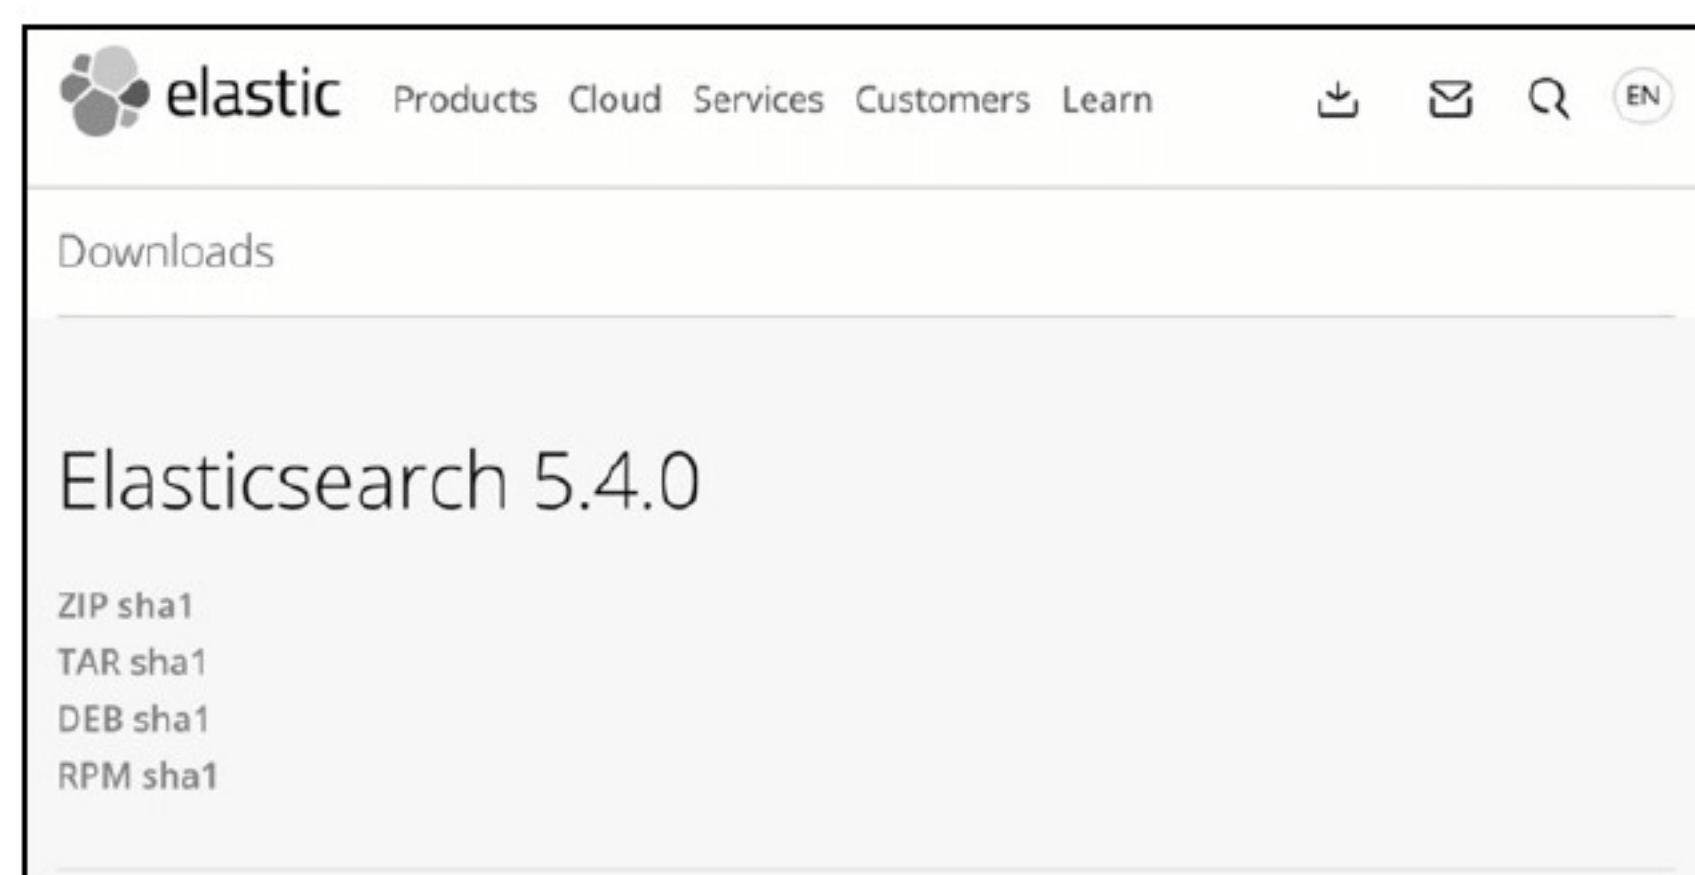 elastic Products Cloud Services Customers Learn EN
Downloads
Elasticsearch 5.4.0
ZIP sha1
TAR sha1
DEB sha1
RPM sha1